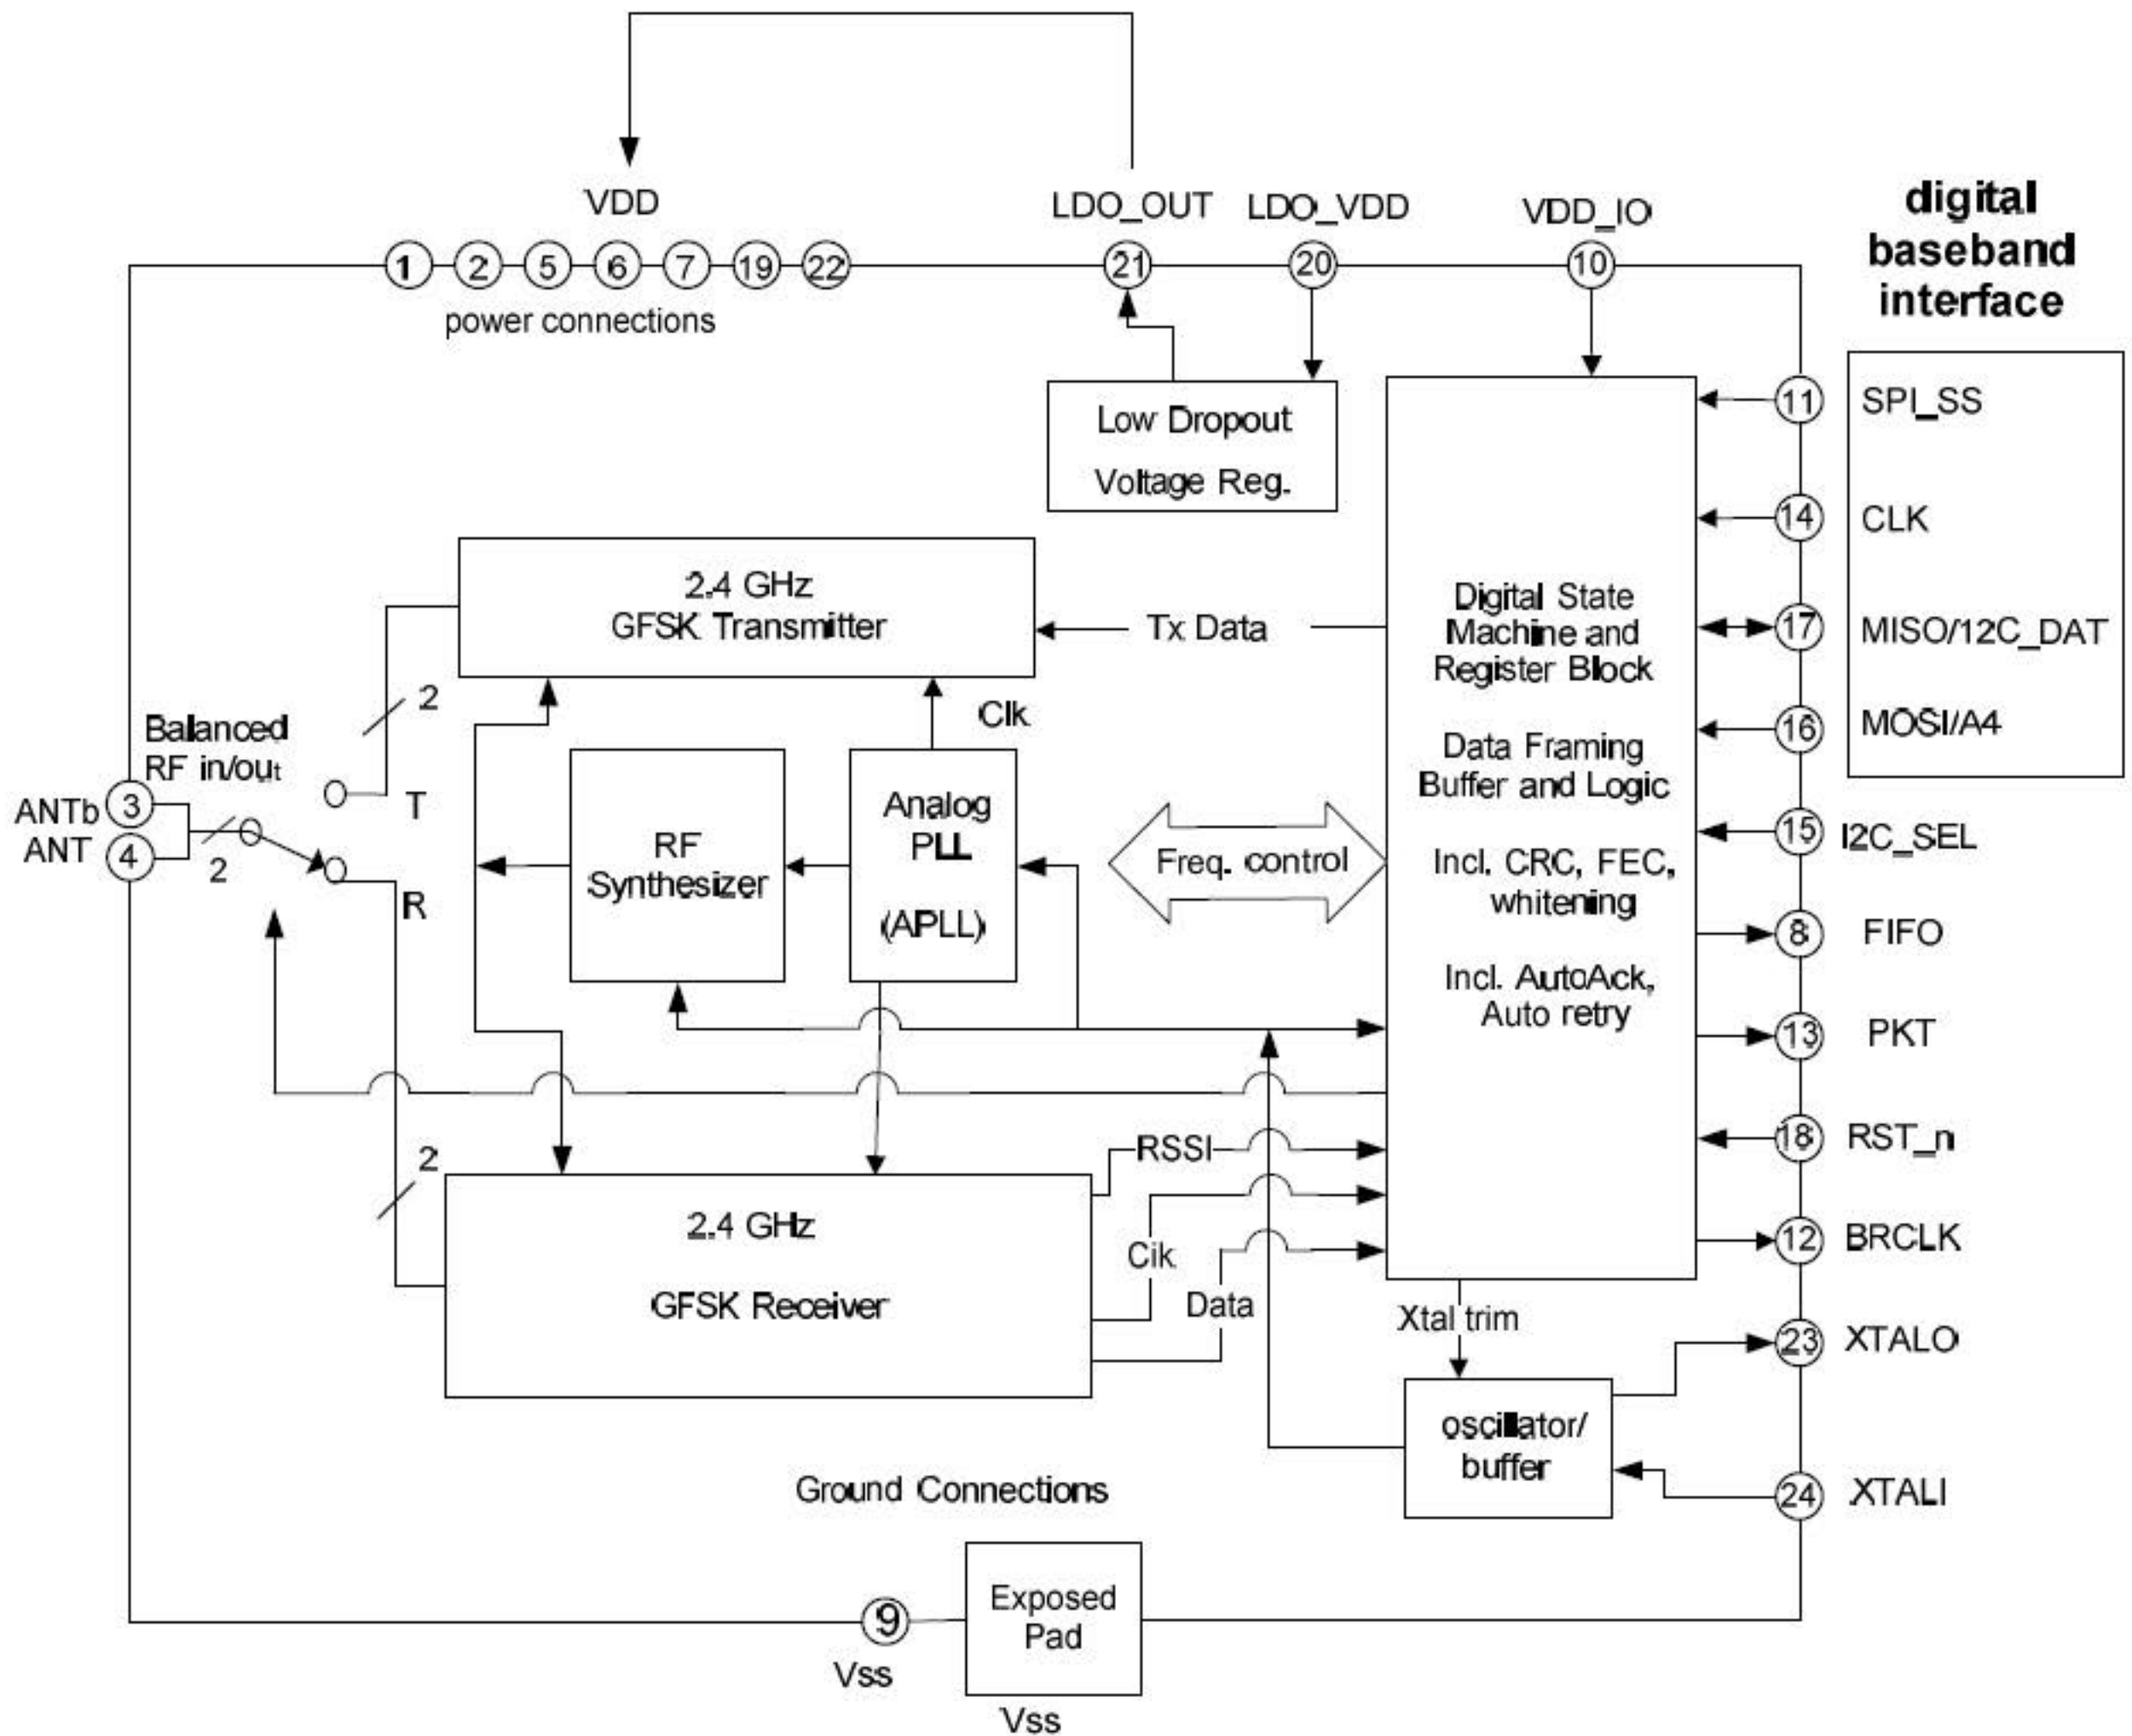 VDD
LDO_OUT
LDO_VDD
VDD_IO
digital
baseband
interface
1
2
5
6
7
19
22
21
20
10
power connections
Low Dropout
Voltage Reg.
11
SPI_SS
14
CLK
17
MISO/12C_DAT
16
MOSI/A4
15
I2C_SEL
8
FIFO
13
PKT
18
RST_n
12
BRCLK
23
XTALO
24
XTALI
2.4 GHz
GFSK Transmitter
Tx Data
Digital State
Machine and
Register Block
Data Framing
Buffer and Logic
Incl. CRC, FEC,
whitening
Incl. AutoAck,
Auto retry
2
Clk
Balanced
RF in/out
ANTb
3
ANT
4
2
T
R
RF
Synthesizer
Analog
PLL
(APLL)
Freq. control
2
RSSI
Cik
Data
2.4 GHz
GFSK Receiver
Xtal trim
oscillator/
buffer
Ground Connections
9
Vss
Exposed
Pad
Vss